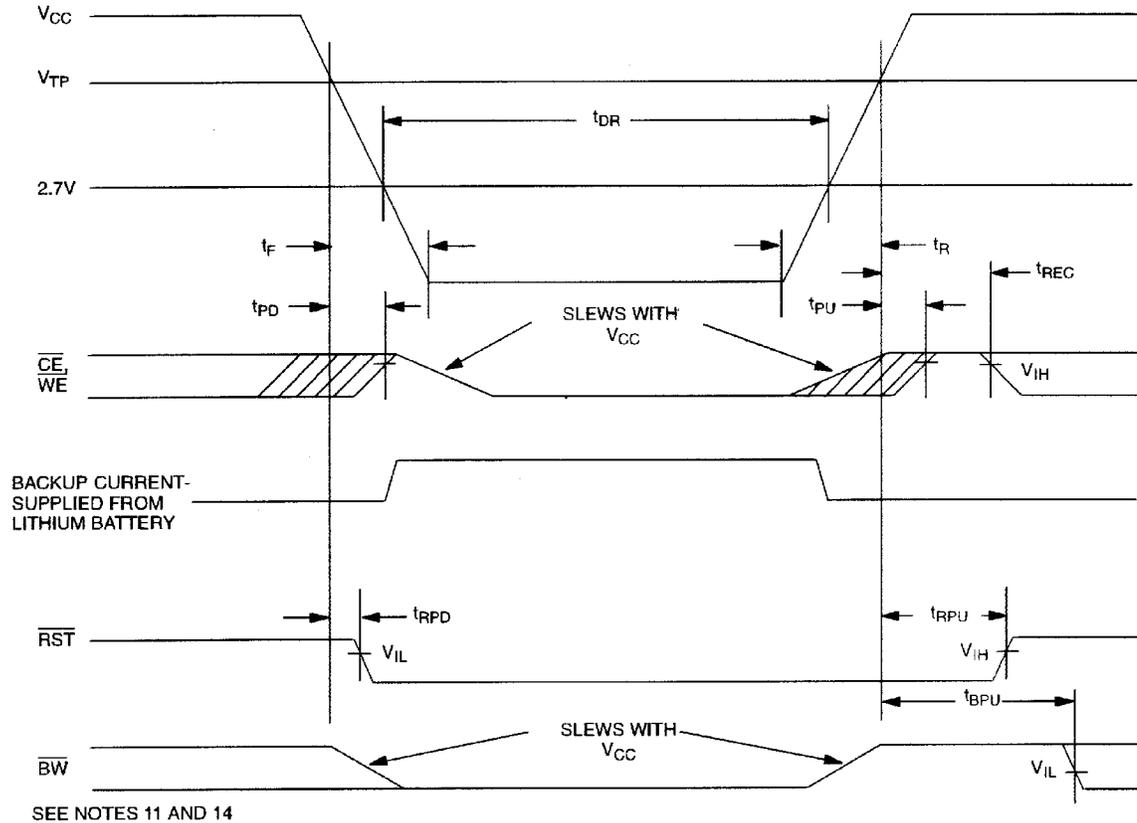 VCC
VTP
tDR
2.7V
tF
tR
tREC
tPD
tPU
SLEWS WITH
VCC
CE,
WE
VIH
BACKUP CURRENT-
SUPPLIED FROM
LITHIUM BATTERY
tRPD
tRPU
RST
VIL
VIH
tBPU
SLEWS WITH
VCC
BW
VIL
SEE NOTES 11 AND 14